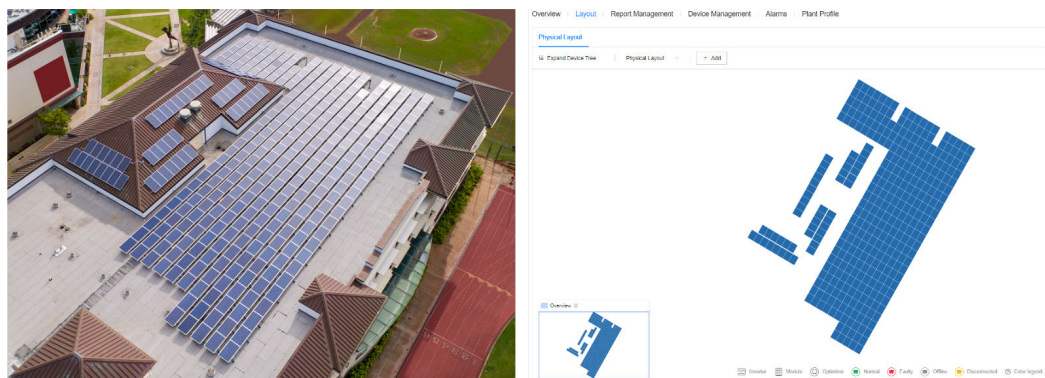 Overview Layout Report Management Device Management Alarms Plant Profile
Physical Layout
Expand Device Tree Physical Layout + Add
Overview
Inverter Module Optimizer Normal Faulty Offline Disconnected Color legend